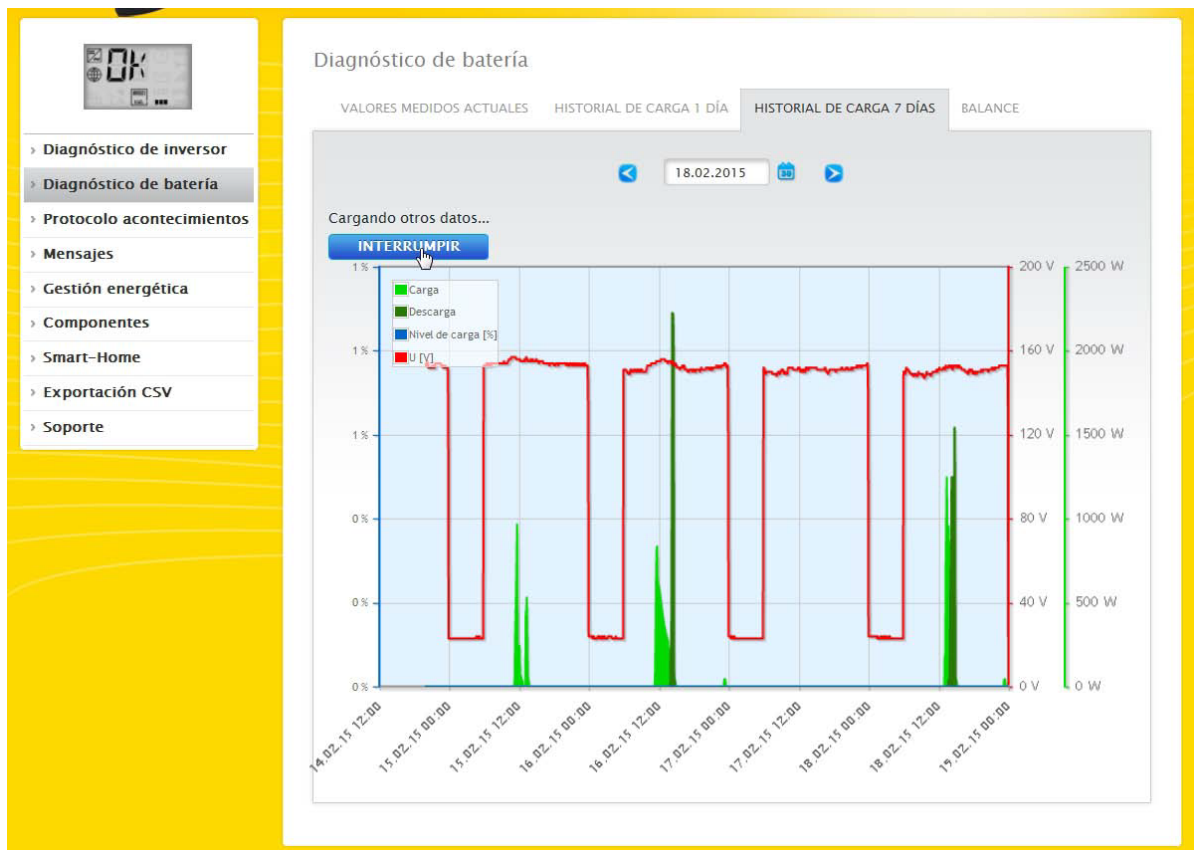 OK
Diagnóstico de inversor
Diagnóstico de batería
Protocolo acontecimientos
Mensajes
Gestión energética
Componentes
Smart-Home
Exportación CSV
Soporte
Diagnóstico de batería
VALORES MEDIDOS ACTUALES HISTORIAL DE CARGA 1 DÍA HISTORIAL DE CARGA 7 DÍAS BALANCE
18.02.2015 30
Cargando otros datos...
INTERRUMPIR
Carga
Descarga
Nivel de carga [%]
U [V]
1 %
1 %
1 %
0 %
0 %
0 %
200 V 2500 W
160 V 2000 W
120 V 1500 W
80 V 1000 W
40 V 500 W
0 V 0 W
14.02.15 12:00
15.02.15 00:00
15.02.15 12:00
16.02.15 00:00
16.02.15 12:00
17.02.15 00:00
17.02.15 12:00
18.02.15 00:00
18.02.15 12:00
19.02.15 00:00